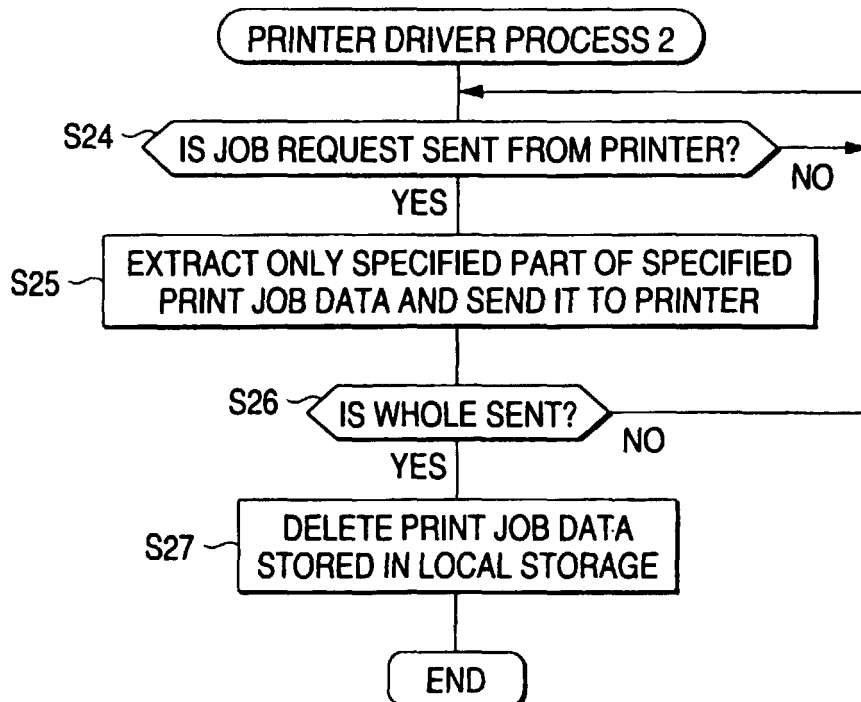 PRINTER DRIVER PROCESS 2
S24
IS JOB REQUEST SENT FROM PRINTER?
NO
YES
S25
EXTRACT ONLY SPECIFIED PART OF SPECIFIED
PRINT JOB DATA AND SEND IT TO PRINTER
S26
IS WHOLE SENT?
NO
YES
S27
DELETE PRINT JOB DATA
STORED IN LOCAL STORAGE
END